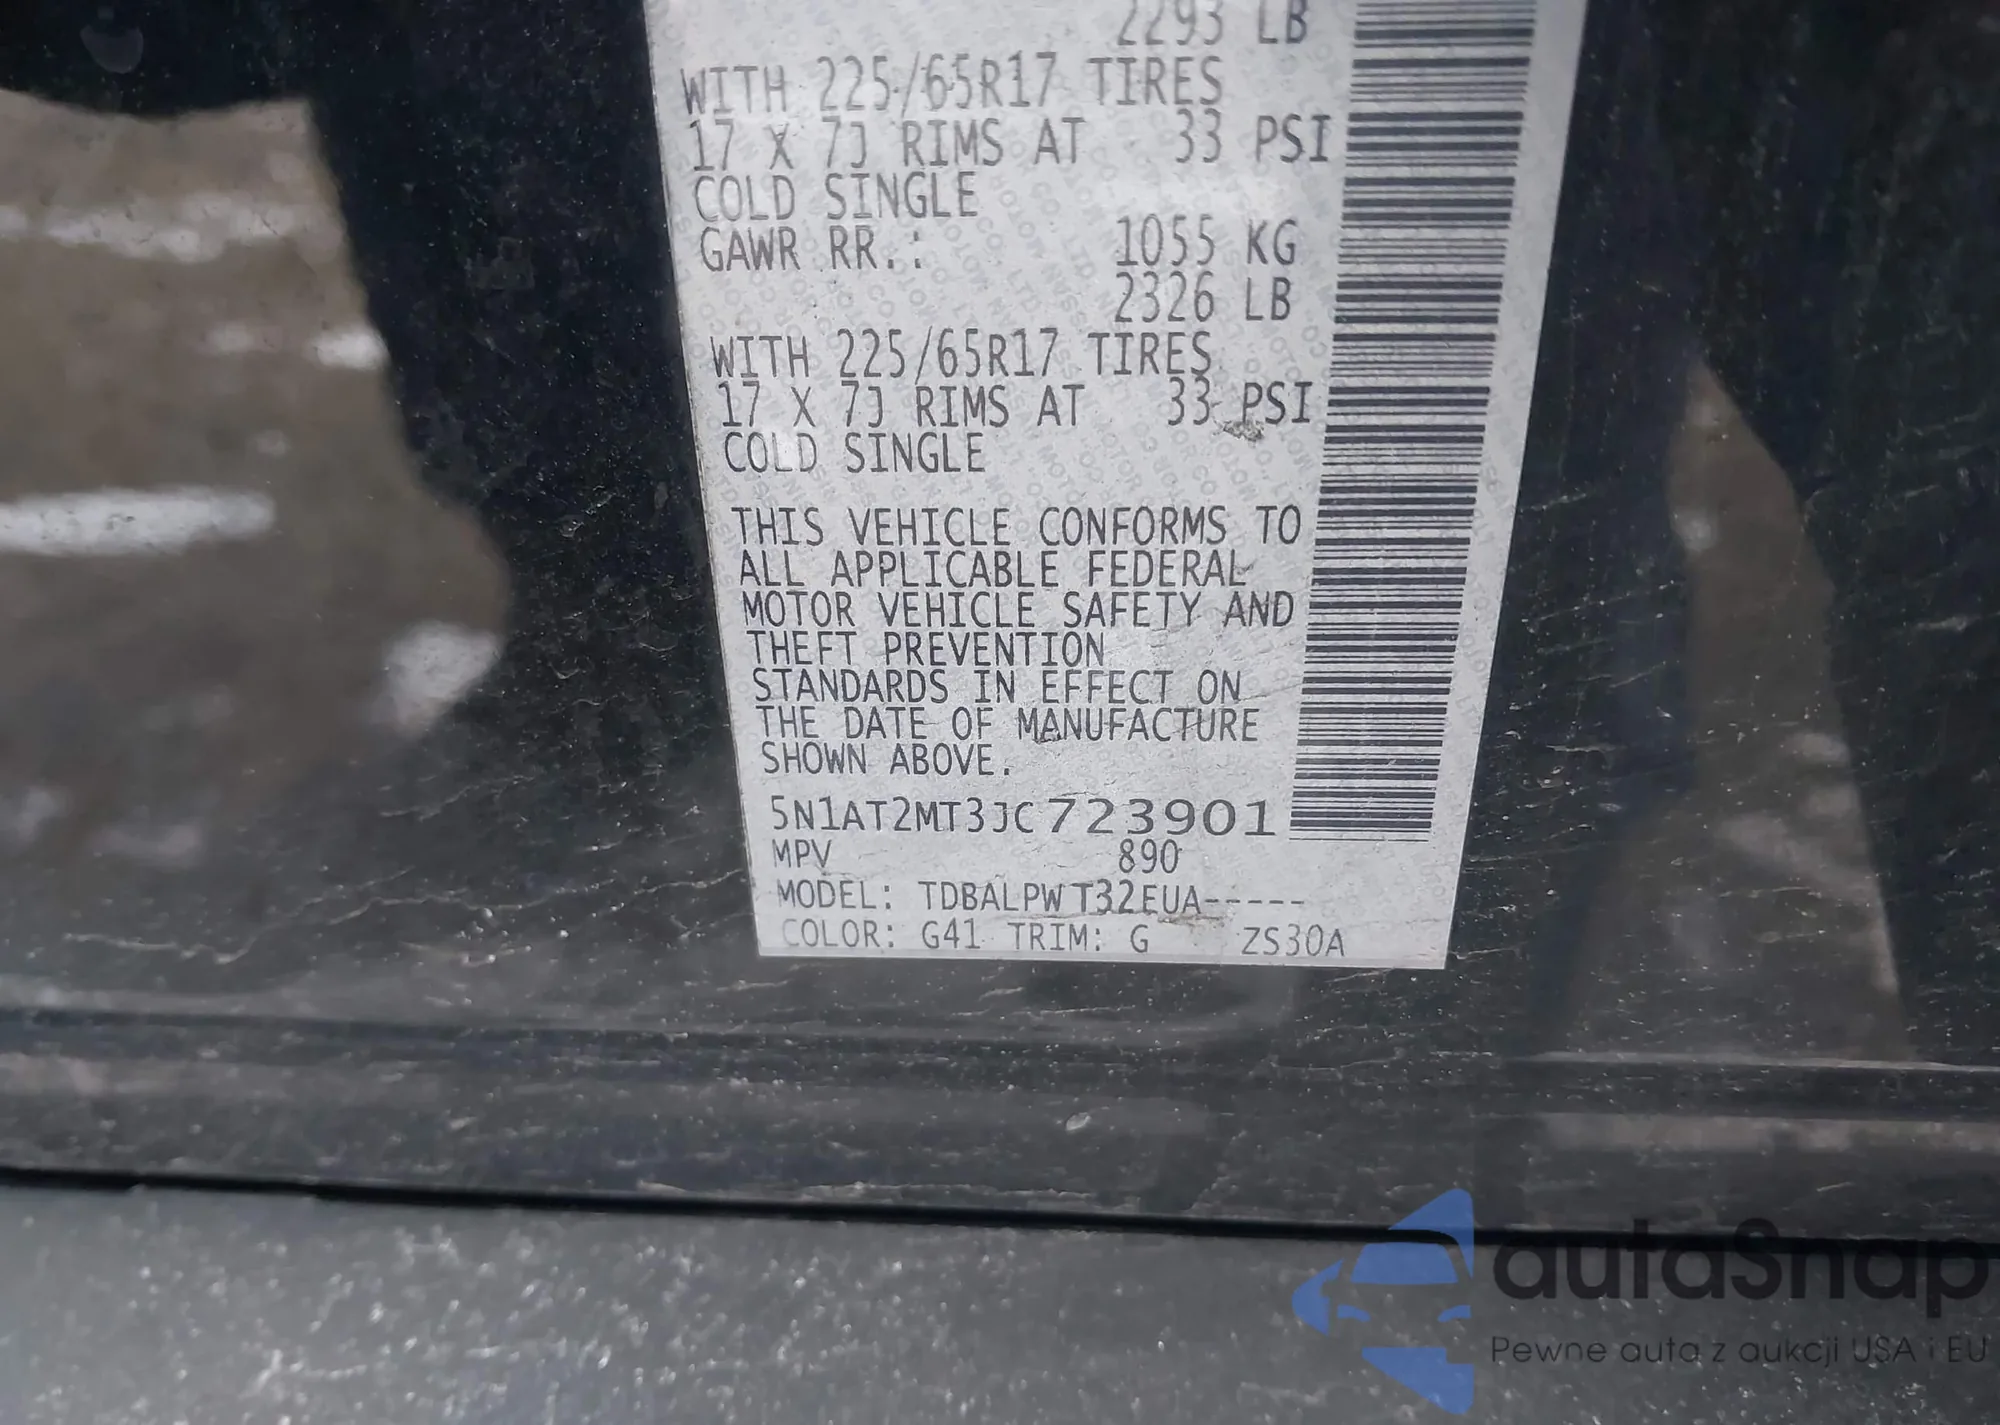 2293 LB
WITH 225/65R17 TIRES
17 X 7J RIMS AT 33 PSI
COLD SINGLE
GAWR RR.: 1055 KG
2326 LB
WITH 225/65R17 TIRES
17 X 7J RIMS AT 33 PSI
COLD SINGLE
THIS VEHICLE CONFORMS TO
ALL APPLICABLE FEDERAL
MOTOR VEHICLE SAFETY AND
THEFT PREVENTION
STANDARDS IN EFFECT ON
THE DATE OF MANUFACTURE
SHOWN ABOVE.
5N1AT2MT3JC723901
MPV 890
MODEL: TDBALPWT32EUA-----
COLOR: G41 TRIM: G ZS30A
autaSnap
Pewne auta z aukcji USA i EU